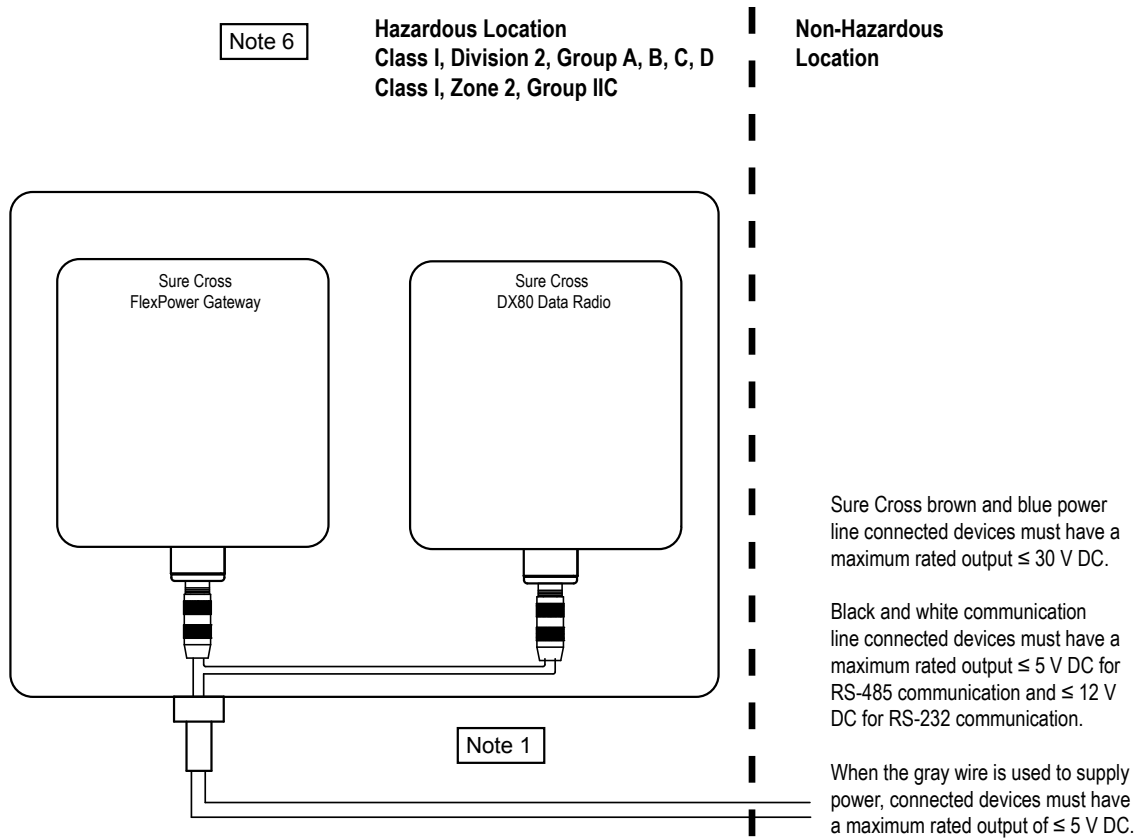 Note 6
Hazardous Location
Class I, Division 2, Group A, B, C, D
Class I, Zone 2, Group IIC
Non-Hazardous
Location
Sure Cross
FlexPower Gateway
Sure Cross
DX80 Data Radio
Sure Cross brown and blue power
line connected devices must have a
maximum rated output ≤ 30 V DC.
Black and white communication
line connected devices must have a
maximum rated output ≤ 5 V DC for
RS-485 communication and ≤ 12 V
DC for RS-232 communication.
Note 1
When the gray wire is used to supply
power, connected devices must have
a maximum rated output of ≤ 5 V DC.